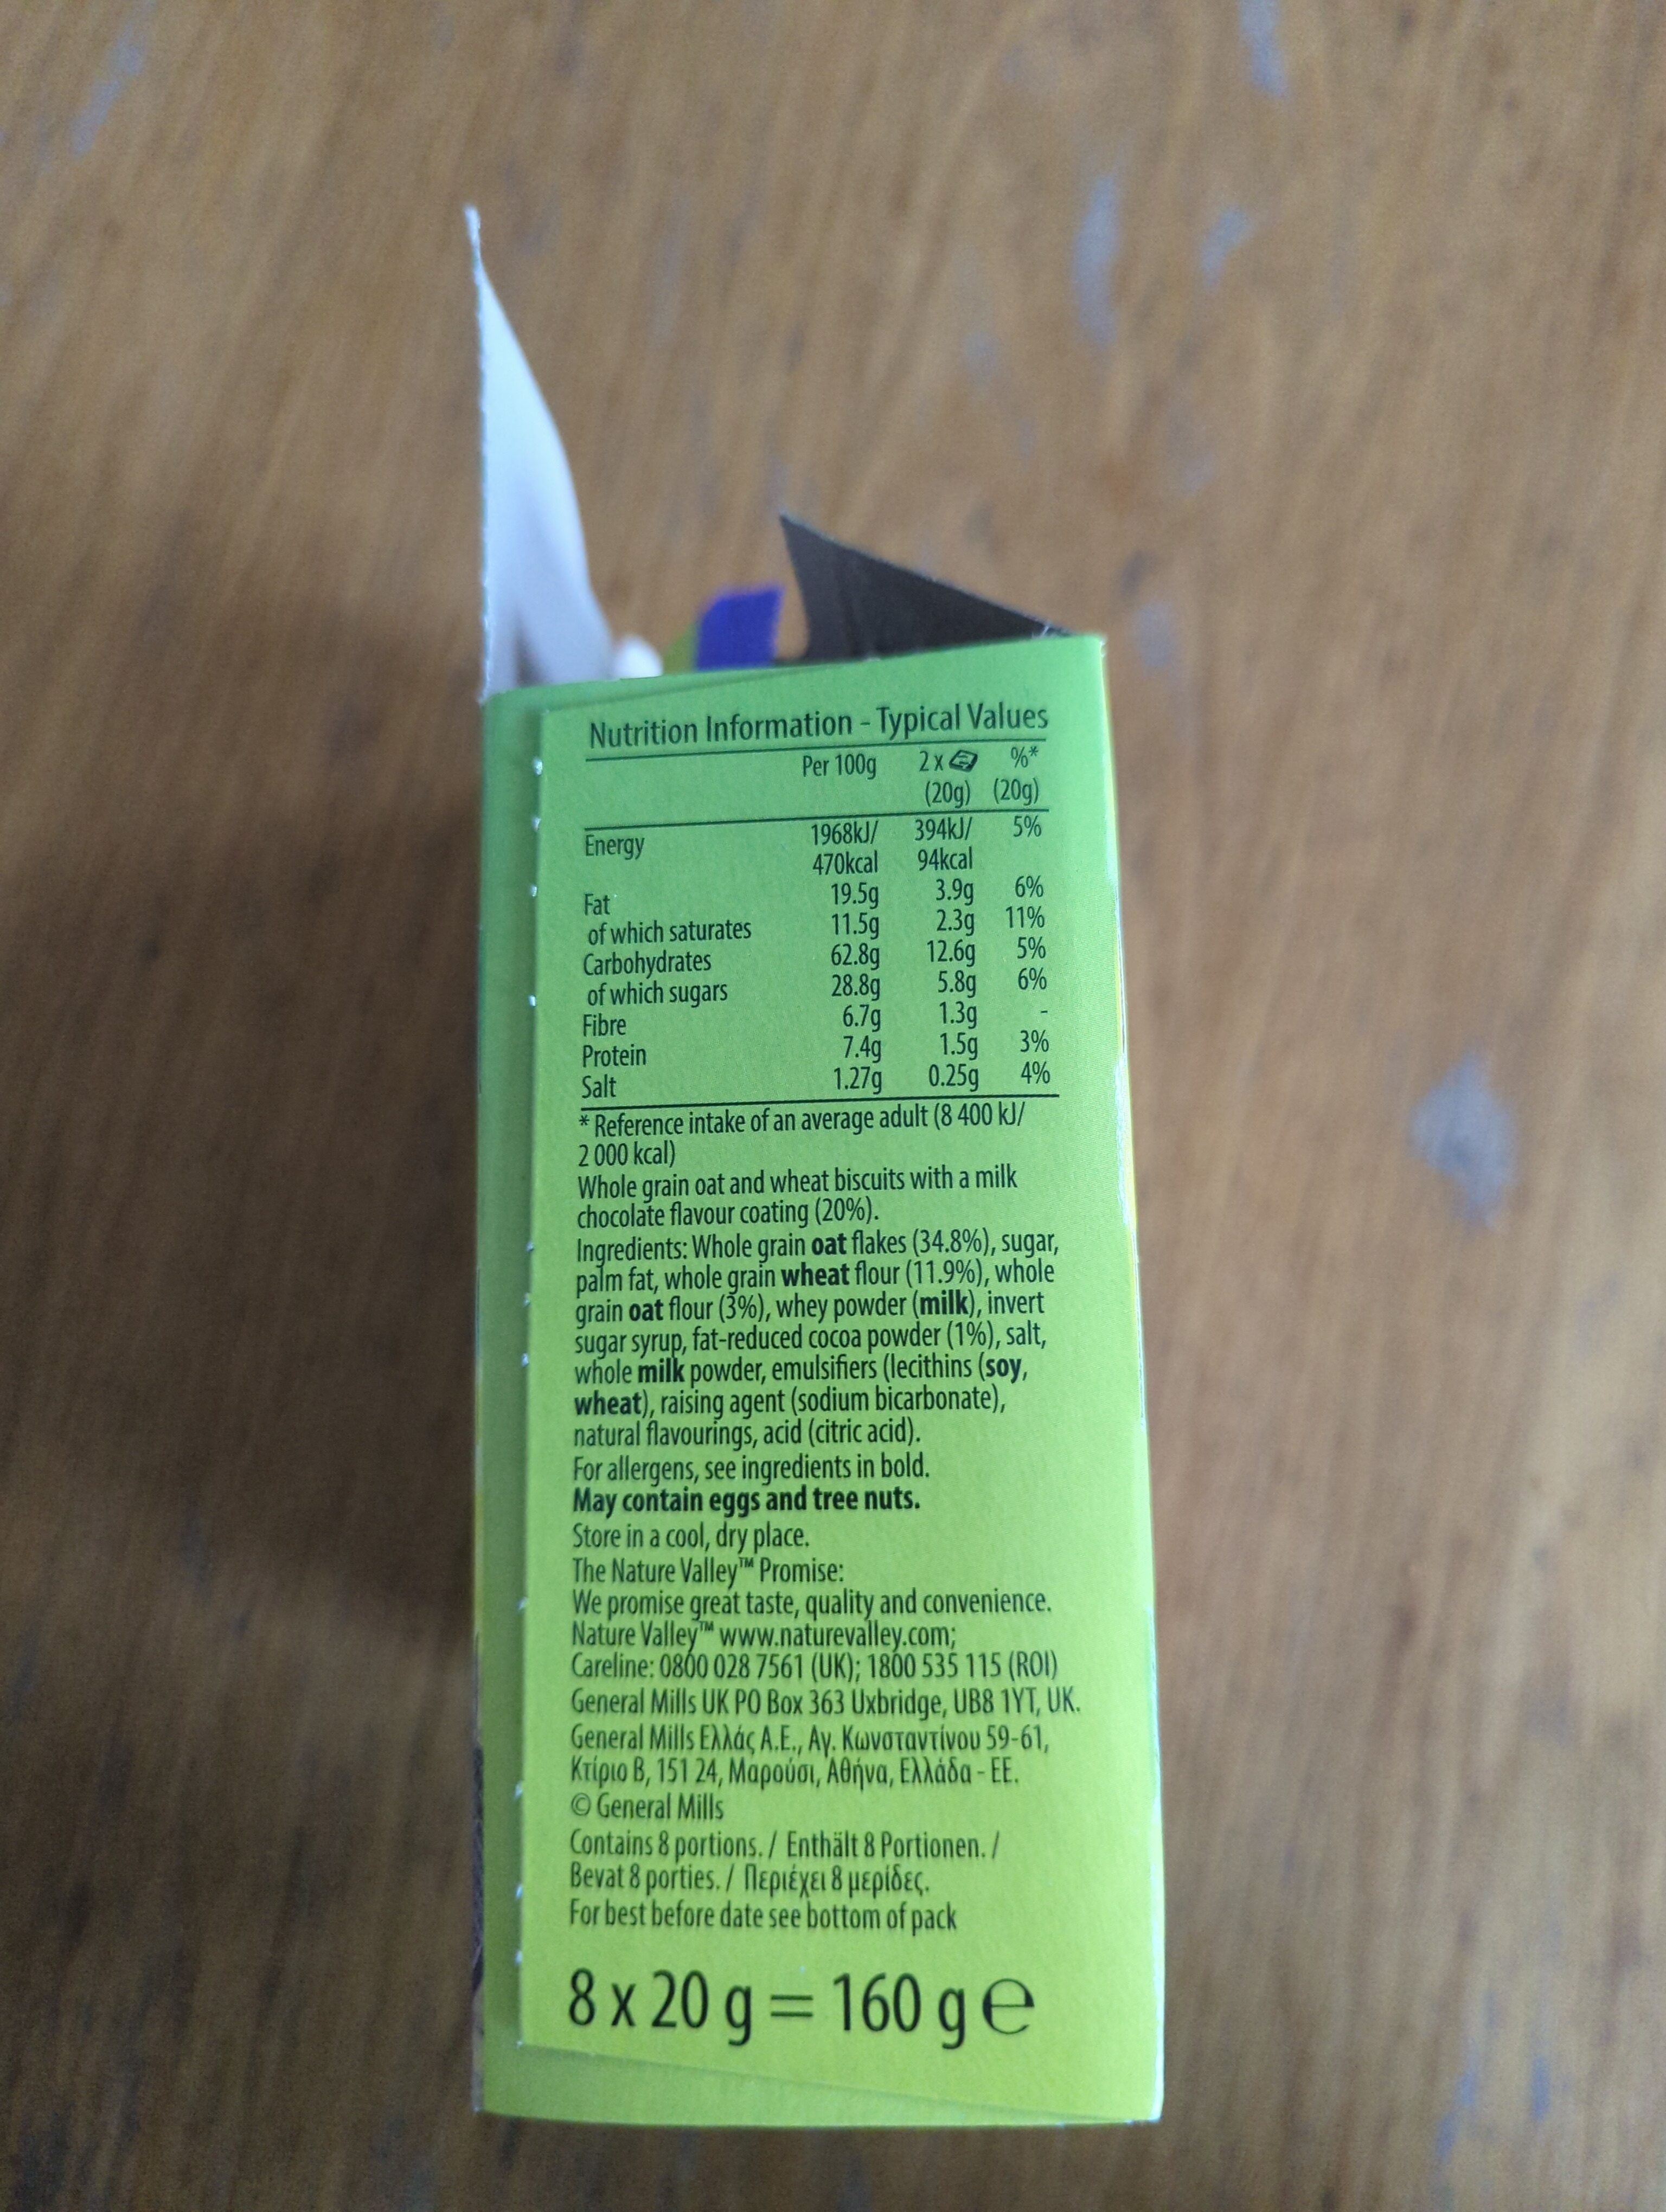 Nutrition Information - Typical Values
Per 100g 2 x %*
(20g) (20g)
Energy 1968kJ/ 394kJ/ 5%
470kcal 94kcal
Fat 19.5g 3.9g 6%
of which saturates 11.5g 2.3g 11%
Carbohydrates 62.8g 12.6g 5%
of which sugars 28.8g 5.8g 6%
Fibre 6.7g 1.3g -
Protein 7.4g 1.5g 3%
Salt 1.27g 0.25g 4%
* Reference intake of an average adult (8 400 kJ/
2 000 kcal)
Whole grain oat and wheat biscuits with a milk
chocolate flavour coating (20%).
Ingredients: Whole grain oat flakes (34.8%), sugar,
palm fat, whole grain wheat flour (11.9%), whole
grain oat flour (3%), whey powder (milk), invert
sugar syrup, fat-reduced cocoa powder (1%), salt,
whole milk powder, emulsifiers (lecithins (soy,
wheat), raising agent (sodium bicarbonate),
natural flavourings, acid (citric acid).
For allergens, see ingredients in bold.
May contain eggs and tree nuts.
Store in a cool, dry place.
The Nature Valley™ Promise:
We promise great taste, quality and convenience.
Nature Valley™ www.naturevalley.com;
Careline: 0800 028 7561 (UK); 1800 535 115 (ROI)
General Mills UK PO Box 363 Uxbridge, UB8 1YT, UK.
General Mills Ελλάς Α.Ε., Αγ. Κωνσταντίνου 59-61,
Κτίριο Β, 151 24, Μαρούσι, Αθήνα, Ελλάδα - ΕΕ.
© General Mills
Contains 8 portions. / Enthält 8 Portionen. /
Bevat 8 porties. / Περιέχει 8 μερίδες.
For best before date see bottom of pack
8 x 20 g = 160 g ℮